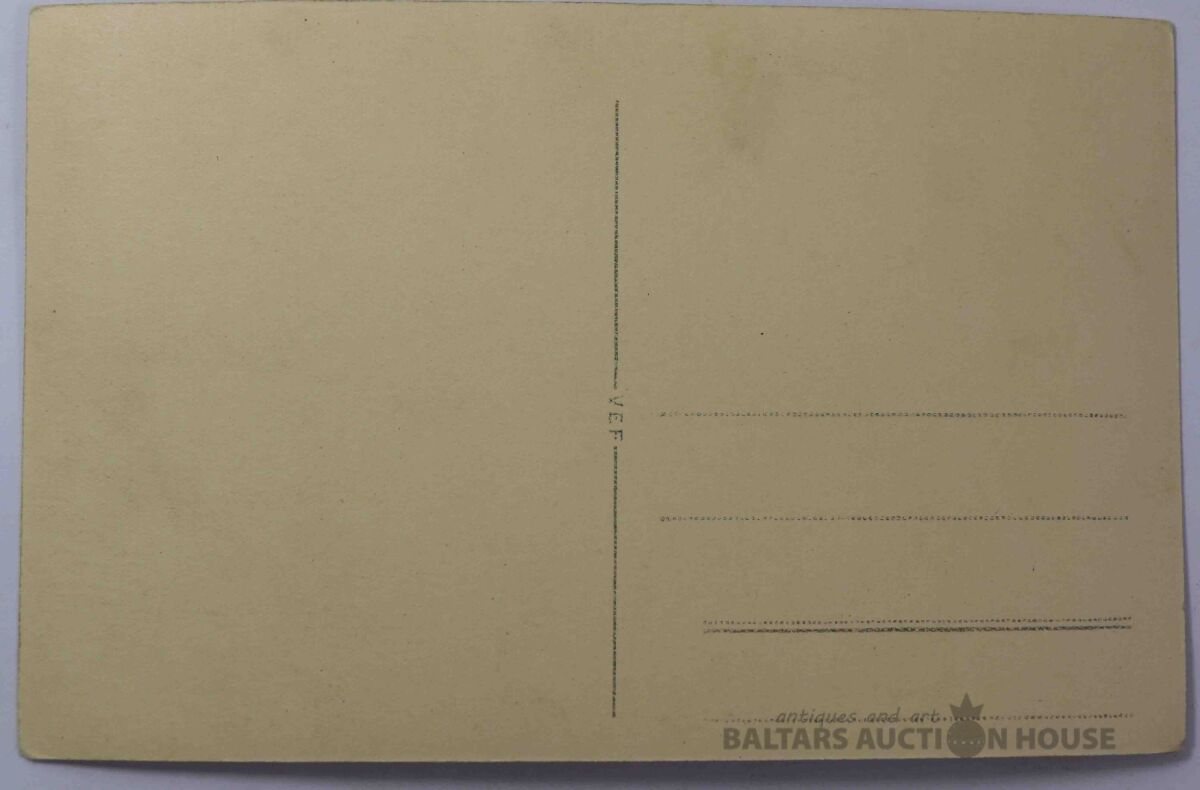 VEF
antiques and art
BALTARS AUCTION HOUSE